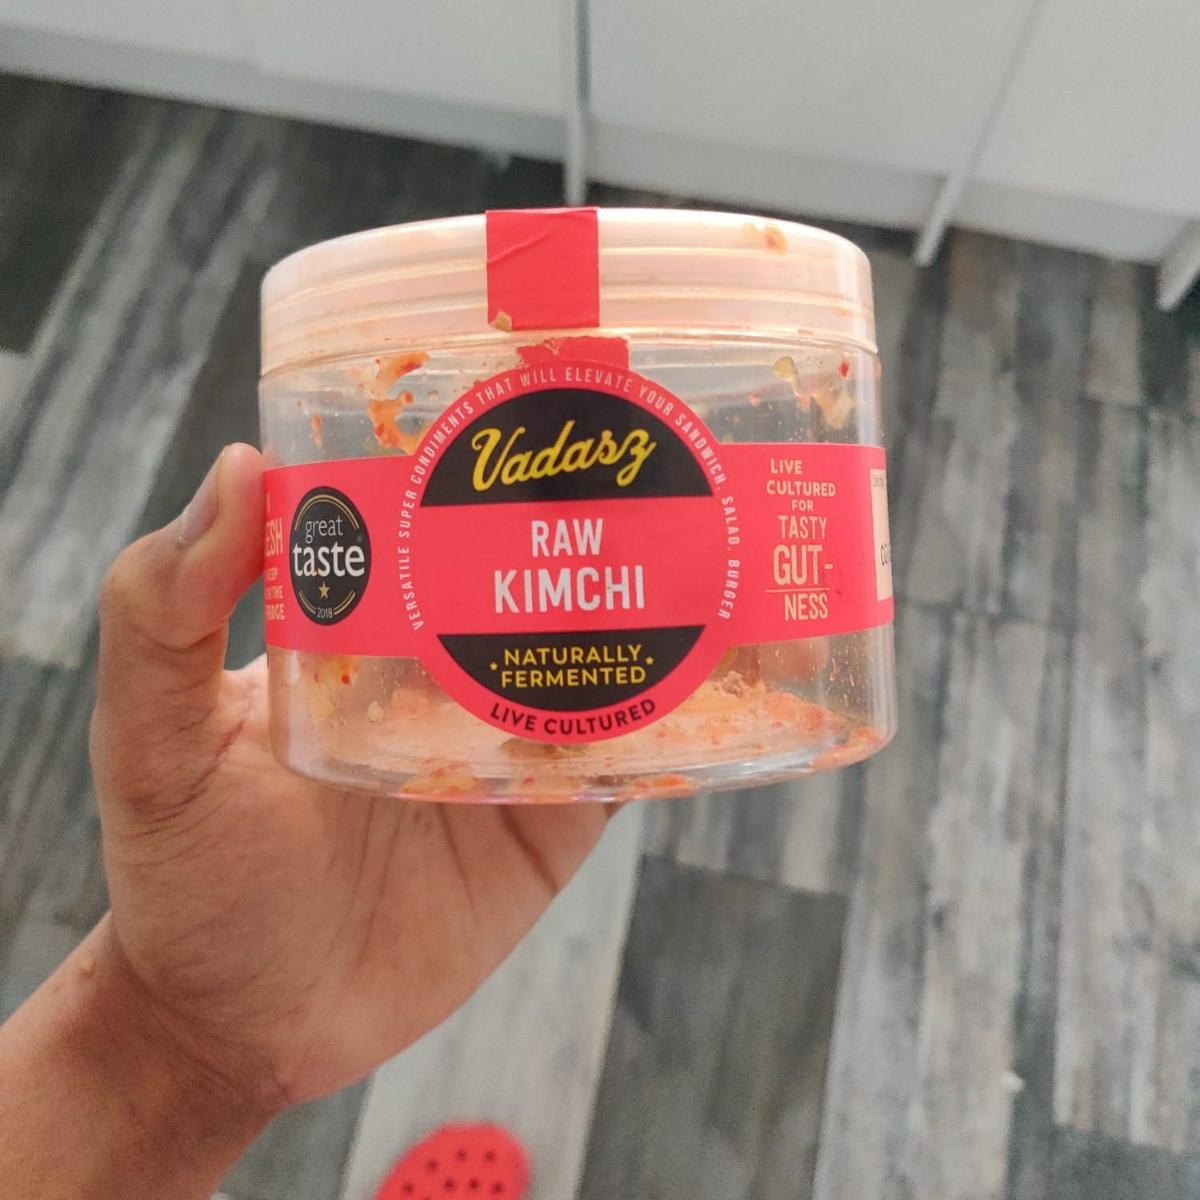 VERSATILE SUPER CONDIMENTS THAT WILL ELEVATE YOUR SANDWICH, SALAD, BURGER
Vadasz
RAW
KIMCHI
NATURALLY
FERMENTED
LIVE CULTURED
great
taste
2018
LIVE
CULTURED
FOR
TASTY
GUT-
NESS